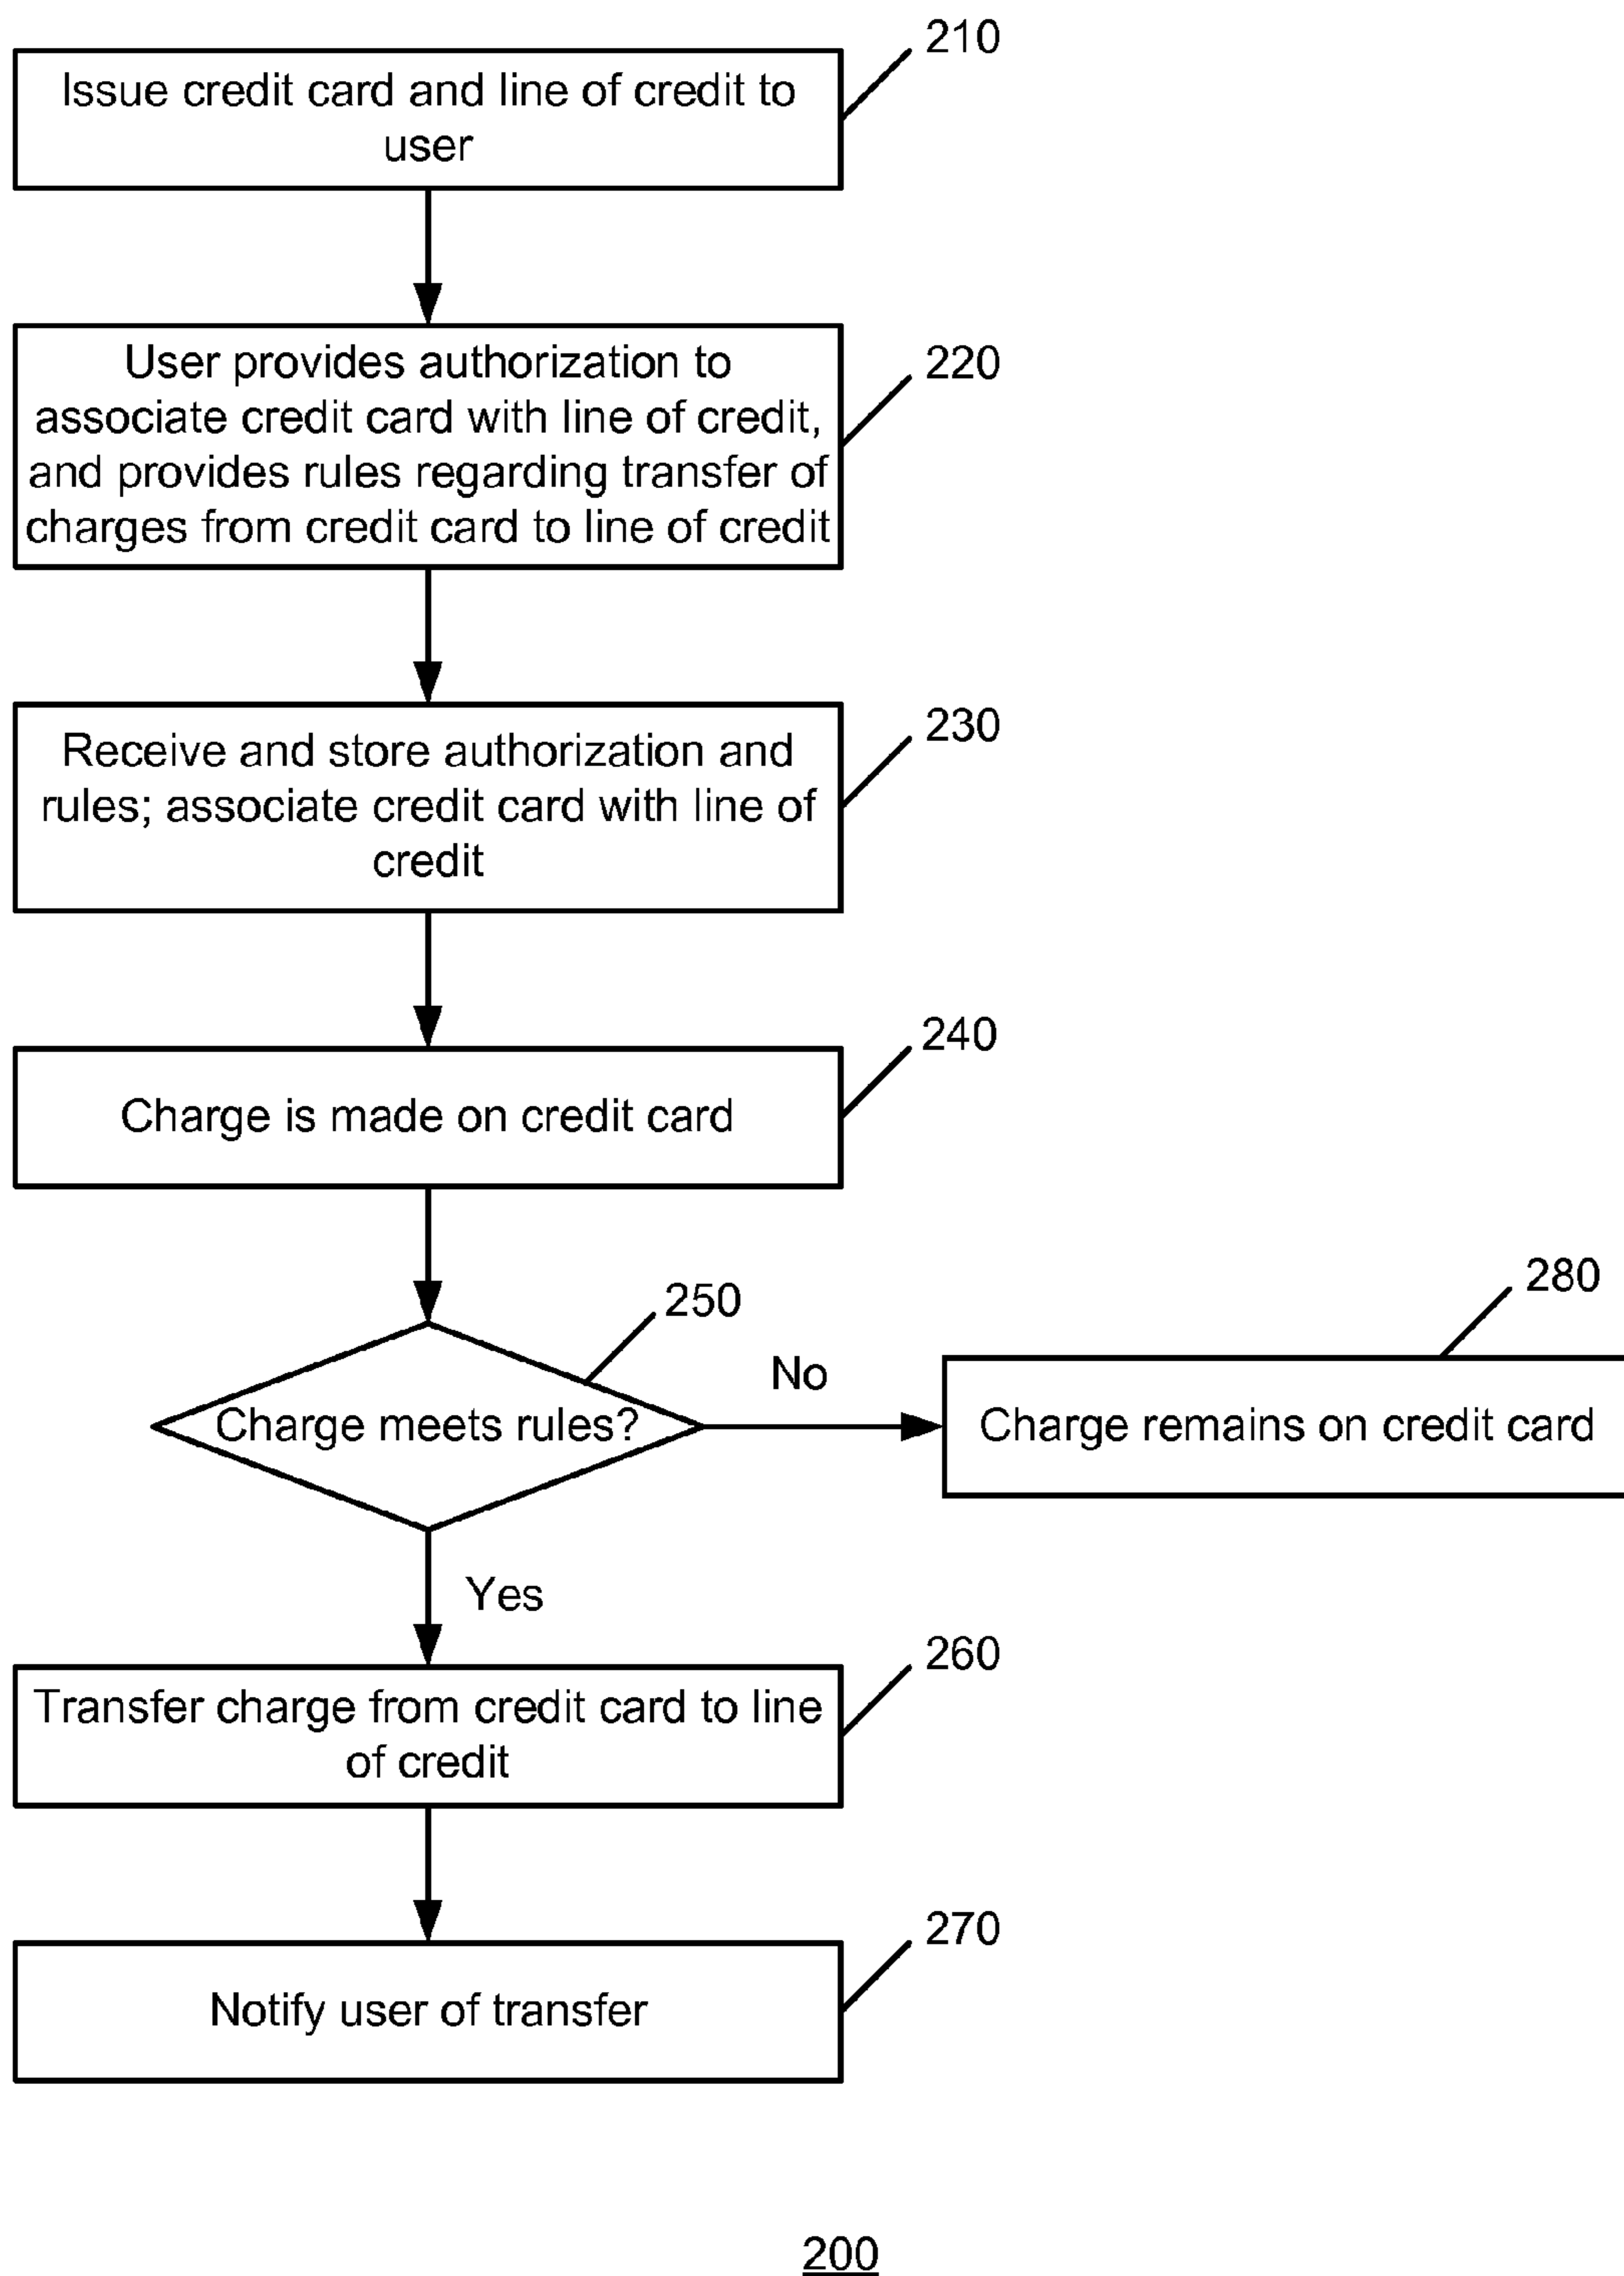 210
Issue credit card and line of credit to
user
220
User provides authorization to
associate credit card with line of credit,
and provides rules regarding transfer of
charges from credit card to line of credit
230
Receive and store authorization and
rules; associate credit card with line of
credit
240
Charge is made on credit card
250
Charge meets rules?
No
280
Charge remains on credit card
Yes
260
Transfer charge from credit card to line
of credit
270
Notify user of transfer
200